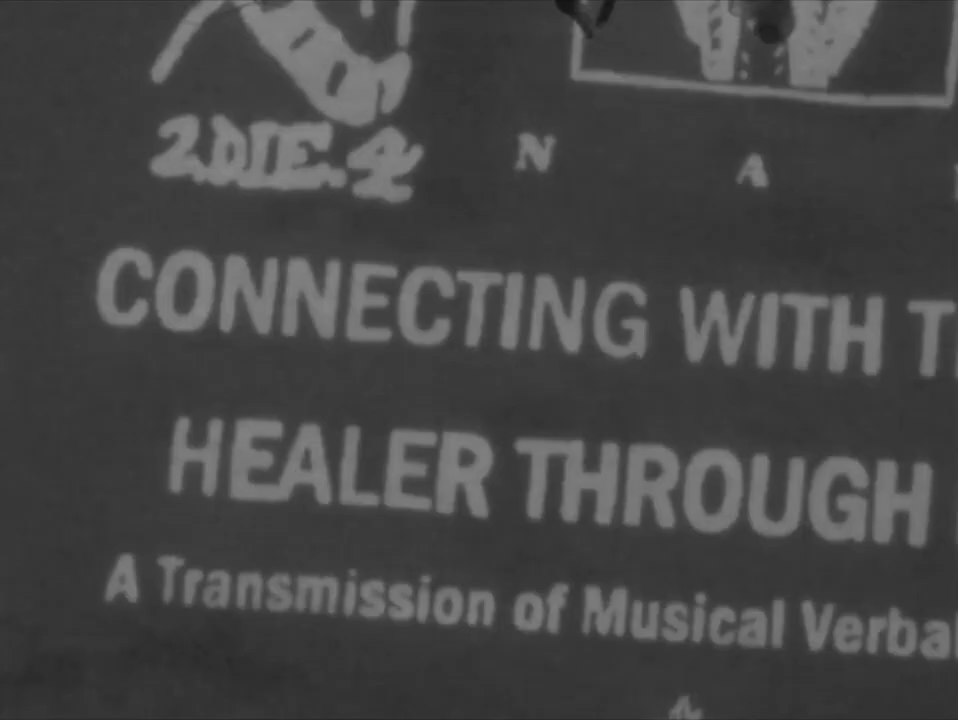 2.DIE.4
N A
CONNECTING WITH T
HEALER THROUGH
A Transmission of Musical Verbal